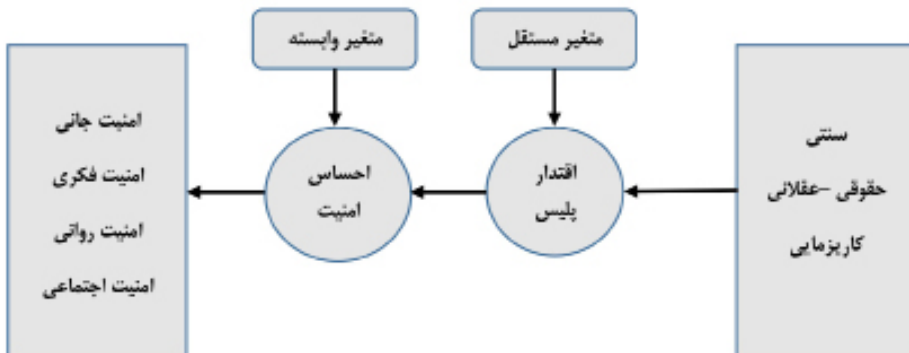 متغیر مستقل
متغیر وابسته
سنتی
حقوقی -عقلانی
کاریزمایی
اقتدار
پلیس
احساس
امنیت
امنیت جانی
امنیت فکری
امنیت روانی
امنیت اجتماعی